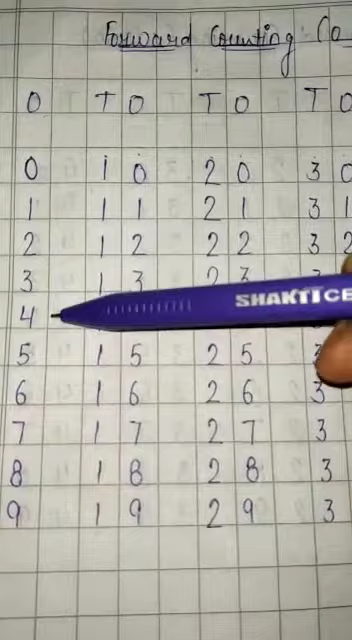 Forward Counting (
O T O T O T O
0 1 0 2 0 3 0
1 1 1 2 1 3 1
2 1 2 2 2 3 2
3 1 3 2 3
4 SHAKTI CE
5 1 5 2 5
6 1 6 2 6 3
7 1 7 2 7 3
8 1 8 2 8 3
9 1 9 2 9 3